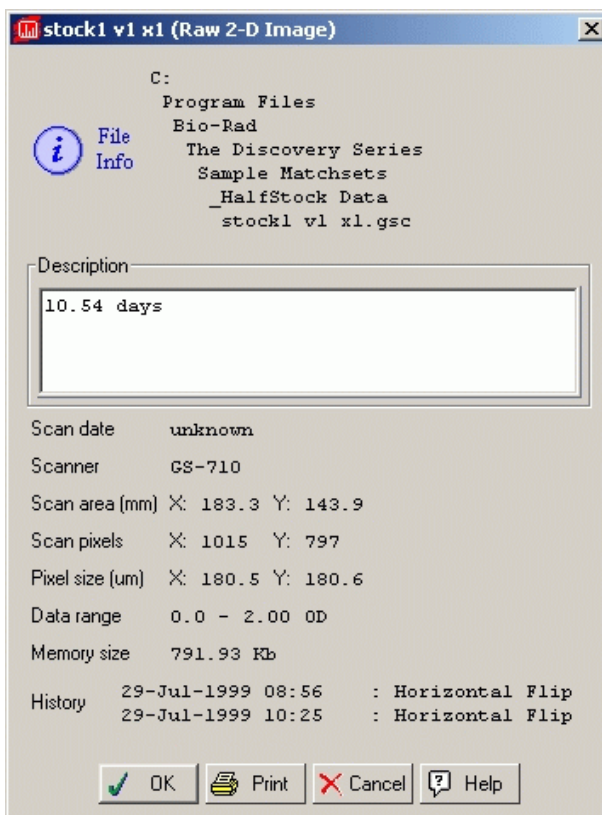 stock1 v1 x1 (Raw 2-D Image)
File
Info
C:
Program Files
Bio-Rad
The Discovery Series
Sample Matchsets
_HalfStock Data
stock1 v1 x1.gsc
Description
10.54 days
Scan date unknown
Scanner GS-710
Scan area (mm) X: 183.3 Y: 143.9
Scan pixels X: 1015 Y: 797
Pixel size (um) X: 180.5 Y: 180.6
Data range 0.0 - 2.00 OD
Memory size 791.93 Kb
History 29-Jul-1999 08:56 : Horizontal Flip
29-Jul-1999 10:25 : Horizontal Flip
OK Print Cancel Help